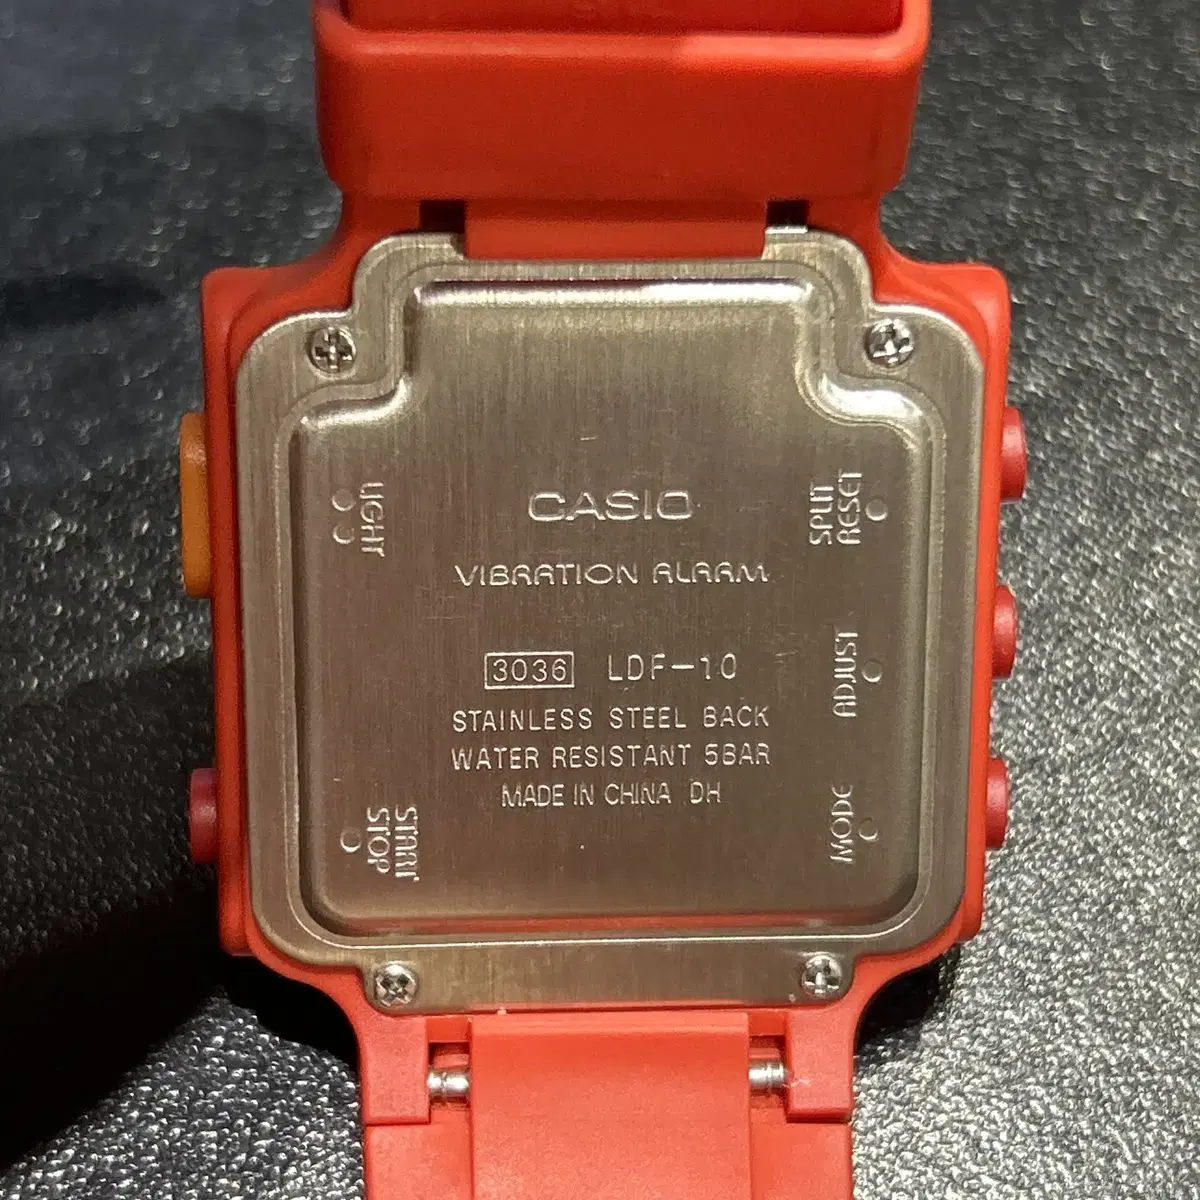 CASIO
VIBRATION ALARM
3036 LDF-10
STAINLESS STEEL BACK
WATER RESISTANT 5BAR
MADE IN CHINA DH
LIGHT
START
STOP
SPLIT
RESET
ADJUST
MODE